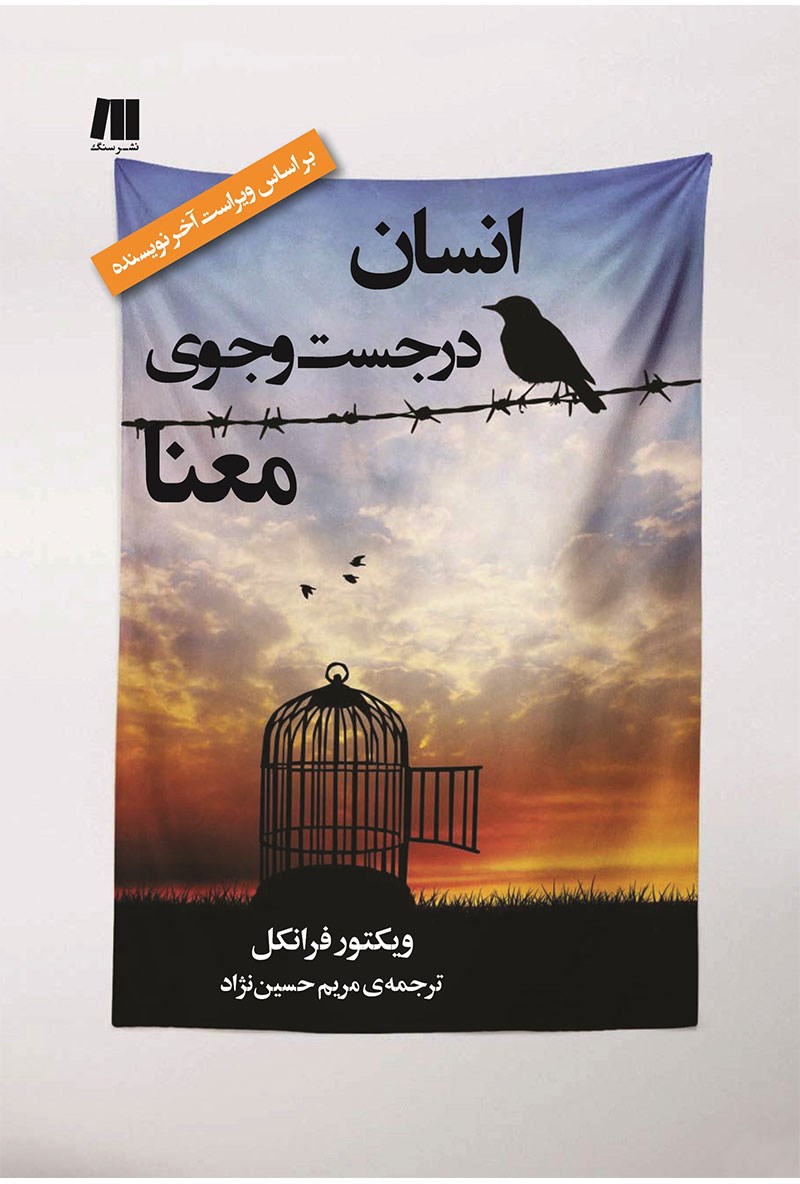 نشر سنگ
بر اساس ویراست آخر نویسنده
انسان
در جست‌وجوی
معنا
ویکتور فرانکل
ترجمه‌ی مریم حسین‌نژاد